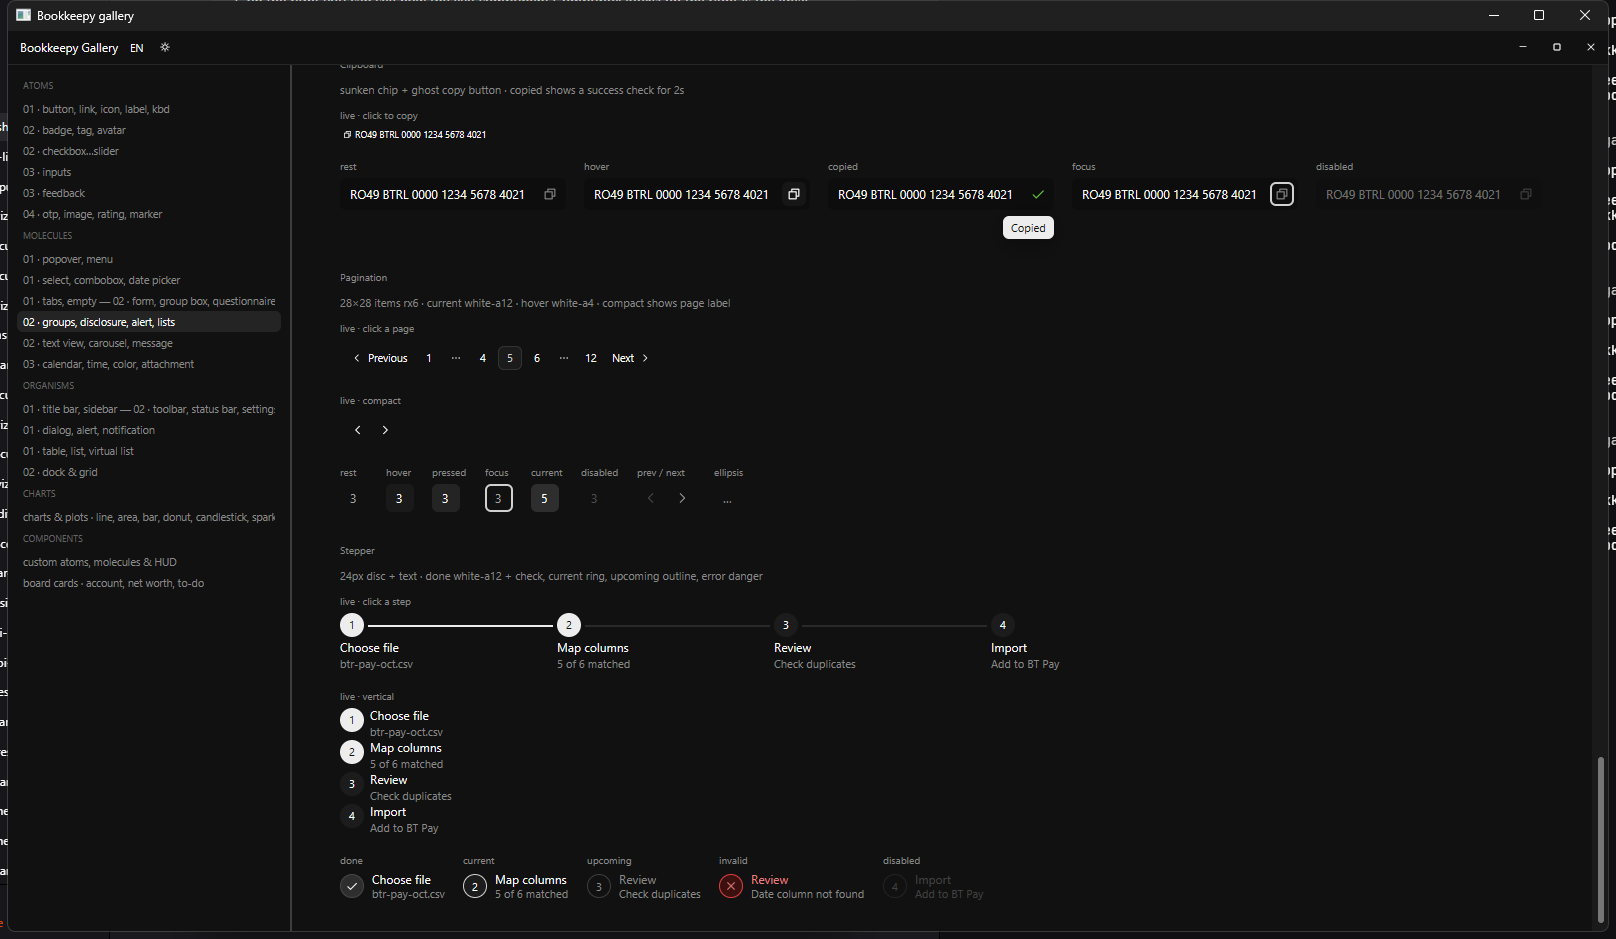 Bookkeepy gallery
Bookkeepy Gallery EN
ATOMS
01 · button, link, icon, label, kbd
02 · badge, tag, avatar
02 · checkbox...slider
03 · inputs
03 · feedback
04 · otp, image, rating, marker
MOLECULES
01 · popover, menu
01 · select, combobox, date picker
01 · tabs, empty — 02 · form, group box, questionnaire
02 · groups, disclosure, alert, lists
02 · text view, carousel, message
03 · calendar, time, color, attachment
ORGANISMS
01 · title bar, sidebar — 02 · toolbar, status bar, setting
01 · dialog, alert, notification
01 · table, list, virtual list
02 · dock & grid
CHARTS
charts & plots · line, area, bar, donut, candlestick, spark
COMPONENTS
custom atoms, molecules & HUD
board cards · account, net worth, to-do
Clipboard
sunken chip + ghost copy button · copied shows a success check for 2s
live · click to copy
RO49 BTRL 0000 1234 5678 4021
rest hover copied focus disabled
RO49 BTRL 0000 1234 5678 4021 RO49 BTRL 0000 1234 5678 4021 RO49 BTRL 0000 1234 5678 4021 RO49 BTRL 0000 1234 5678 4021 RO49 BTRL 0000 1234 5678 4021
Copied
Pagination
28×28 items rx6 · current white-a12 · hover white-a4 · compact shows page label
live · click a page
Previous 1 ··· 4 5 6 ··· 12 Next
live · compact
rest hover pressed focus current disabled prev / next ellipsis
3 3 3 3 5 3 ...
Stepper
24px disc + text · done white-a12 + check, current ring, upcoming outline, error danger
live · click a step
1 2 3 4
Choose file Map columns Review Import
btr-pay-oct.csv 5 of 6 matched Check duplicates Add to BT Pay
live · vertical
1 Choose file
btr-pay-oct.csv
2 Map columns
5 of 6 matched
3 Review
Check duplicates
4 Import
Add to BT Pay
done current upcoming invalid disabled
Choose file 2 Map columns 3 Review Review 4 Import
btr-pay-oct.csv 5 of 6 matched Check duplicates Date column not found Add to BT Pay